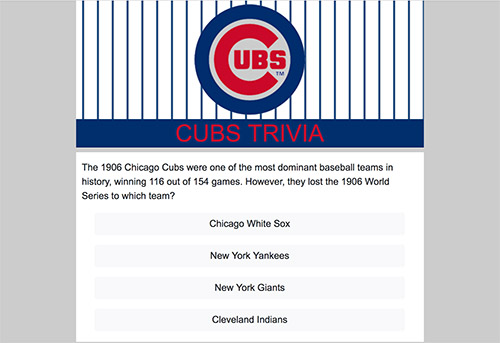 CUBS
TM
CUBS TRIVIA
The 1906 Chicago Cubs were one of the most dominant baseball teams in
history, winning 116 out of 154 games. However, they lost the 1906 World
Series to which team?
Chicago White Sox
New York Yankees
New York Giants
Cleveland Indians